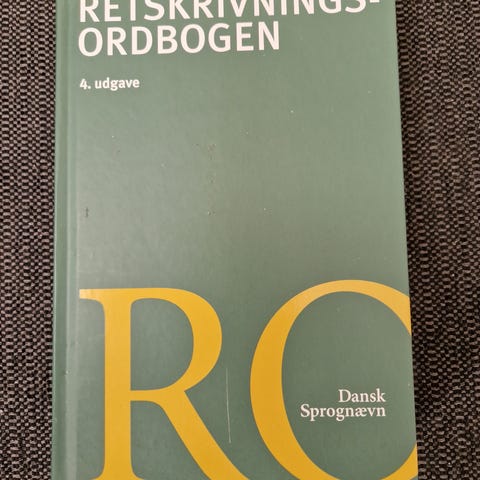 RETSKRIVNINGS-
ORDBOGEN
4. udgave
RO
Dansk
Sprognævn